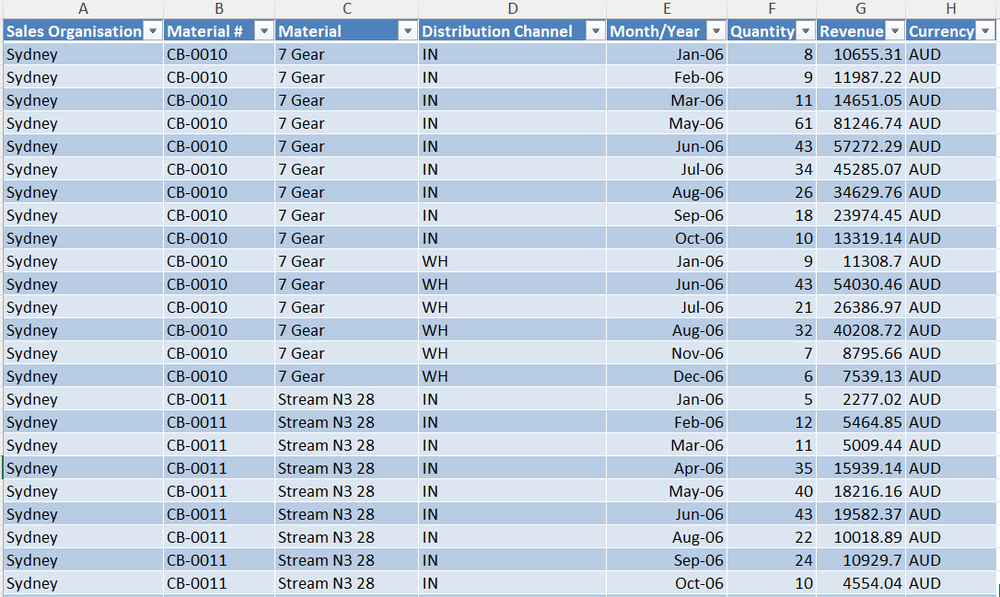 A B C D E F G H
Sales Organisation Material # Material Distribution Channel Month/Year Quantity Revenue Currency
Sydney CB-0010 7 Gear IN Jan-06 8 10655.31 AUD
Sydney CB-0010 7 Gear IN Feb-06 9 11987.22 AUD
Sydney CB-0010 7 Gear IN Mar-06 11 14651.05 AUD
Sydney CB-0010 7 Gear IN May-06 61 81246.74 AUD
Sydney CB-0010 7 Gear IN Jun-06 43 57272.29 AUD
Sydney CB-0010 7 Gear IN Jul-06 34 45285.07 AUD
Sydney CB-0010 7 Gear IN Aug-06 26 34629.76 AUD
Sydney CB-0010 7 Gear IN Sep-06 18 23974.45 AUD
Sydney CB-0010 7 Gear IN Oct-06 10 13319.14 AUD
Sydney CB-0010 7 Gear WH Jan-06 9 11308.7 AUD
Sydney CB-0010 7 Gear WH Jun-06 43 54030.46 AUD
Sydney CB-0010 7 Gear WH Jul-06 21 26386.97 AUD
Sydney CB-0010 7 Gear WH Aug-06 32 40208.72 AUD
Sydney CB-0010 7 Gear WH Nov-06 7 8795.66 AUD
Sydney CB-0010 7 Gear WH Dec-06 6 7539.13 AUD
Sydney CB-0011 Stream N3 28 IN Jan-06 5 2277.02 AUD
Sydney CB-0011 Stream N3 28 IN Feb-06 12 5464.85 AUD
Sydney CB-0011 Stream N3 28 IN Mar-06 11 5009.44 AUD
Sydney CB-0011 Stream N3 28 IN Apr-06 35 15939.14 AUD
Sydney CB-0011 Stream N3 28 IN May-06 40 18216.16 AUD
Sydney CB-0011 Stream N3 28 IN Jun-06 43 19582.37 AUD
Sydney CB-0011 Stream N3 28 IN Aug-06 22 10018.89 AUD
Sydney CB-0011 Stream N3 28 IN Sep-06 24 10929.7 AUD
Sydney CB-0011 Stream N3 28 IN Oct-06 10 4554.04 AUD